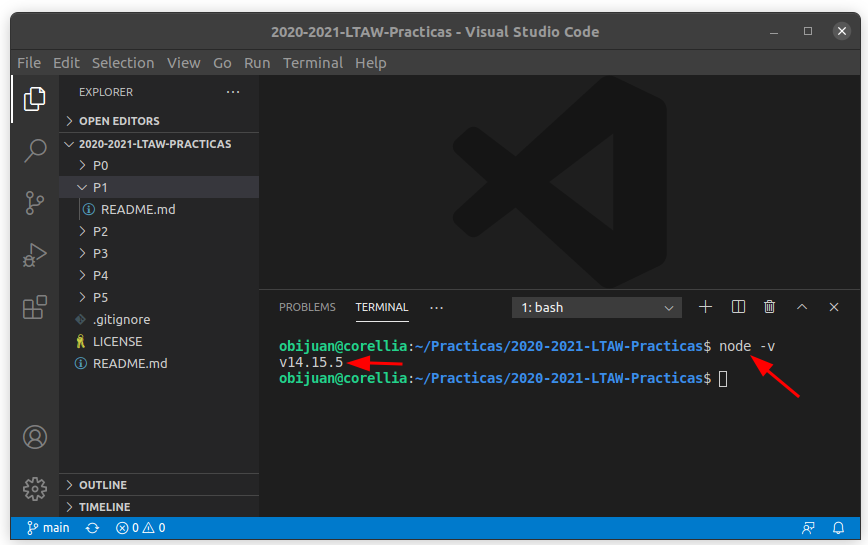 2020-2021-LTAW-Practicas - Visual Studio Code
File Edit Selection View Go Run Terminal Help
EXPLORER
OPEN EDITORS
2020-2021-LTAW-PRACTICAS
P0
P1
README.md
P2
P3
P4
P5
.gitignore
LICENSE
README.md
OUTLINE
TIMELINE
PROBLEMS TERMINAL ··· 1: bash
obijuan@corellia:~/Practicas/2020-2021-LTAW-Practicas$ node -v
v14.15.5
obijuan@corellia:~/Practicas/2020-2021-LTAW-Practicas$
main 0 0